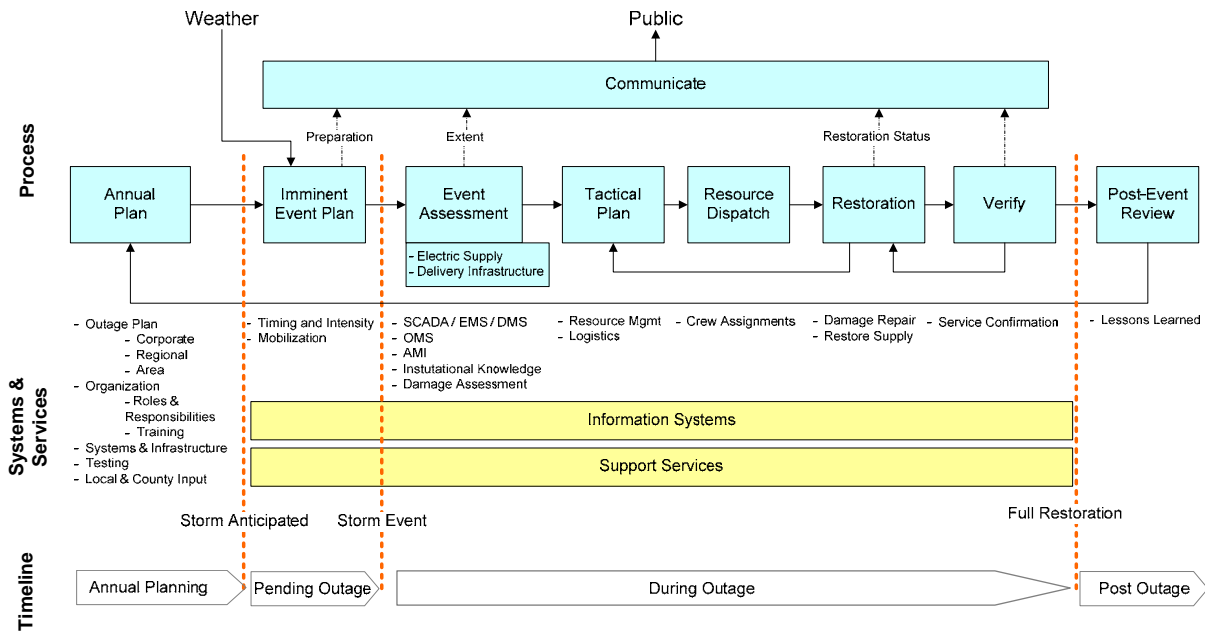 Weather
Public
Communicate
Process
Preparation
Extent
Restoration Status
Annual
Plan
Imminent
Event Plan
Event
Assessment
- Electric Supply
- Delivery Infrastructure
Tactical
Plan
Resource
Dispatch
Restoration
Verify
Post-Event
Review
Systems &
Services
- Outage Plan
- Corporate
- Regional
- Area
- Organization
- Roles &
Responsibilities
- Training
- Systems & Infrastructure
- Testing
- Local & County Input
- Timing and Intensity
- Mobilization
- SCADA / EMS / DMS
- OMS
- AMI
- Instutational Knowledge
- Damage Assessment
- Resource Mgmt
- Logistics
- Crew Assignments
- Damage Repair
- Restore Supply
- Service Confirmation
- Lessons Learned
Information Systems
Support Services
Storm Anticipated
Storm Event
Full Restoration
Timeline
Annual Planning
Pending Outage
During Outage
Post Outage